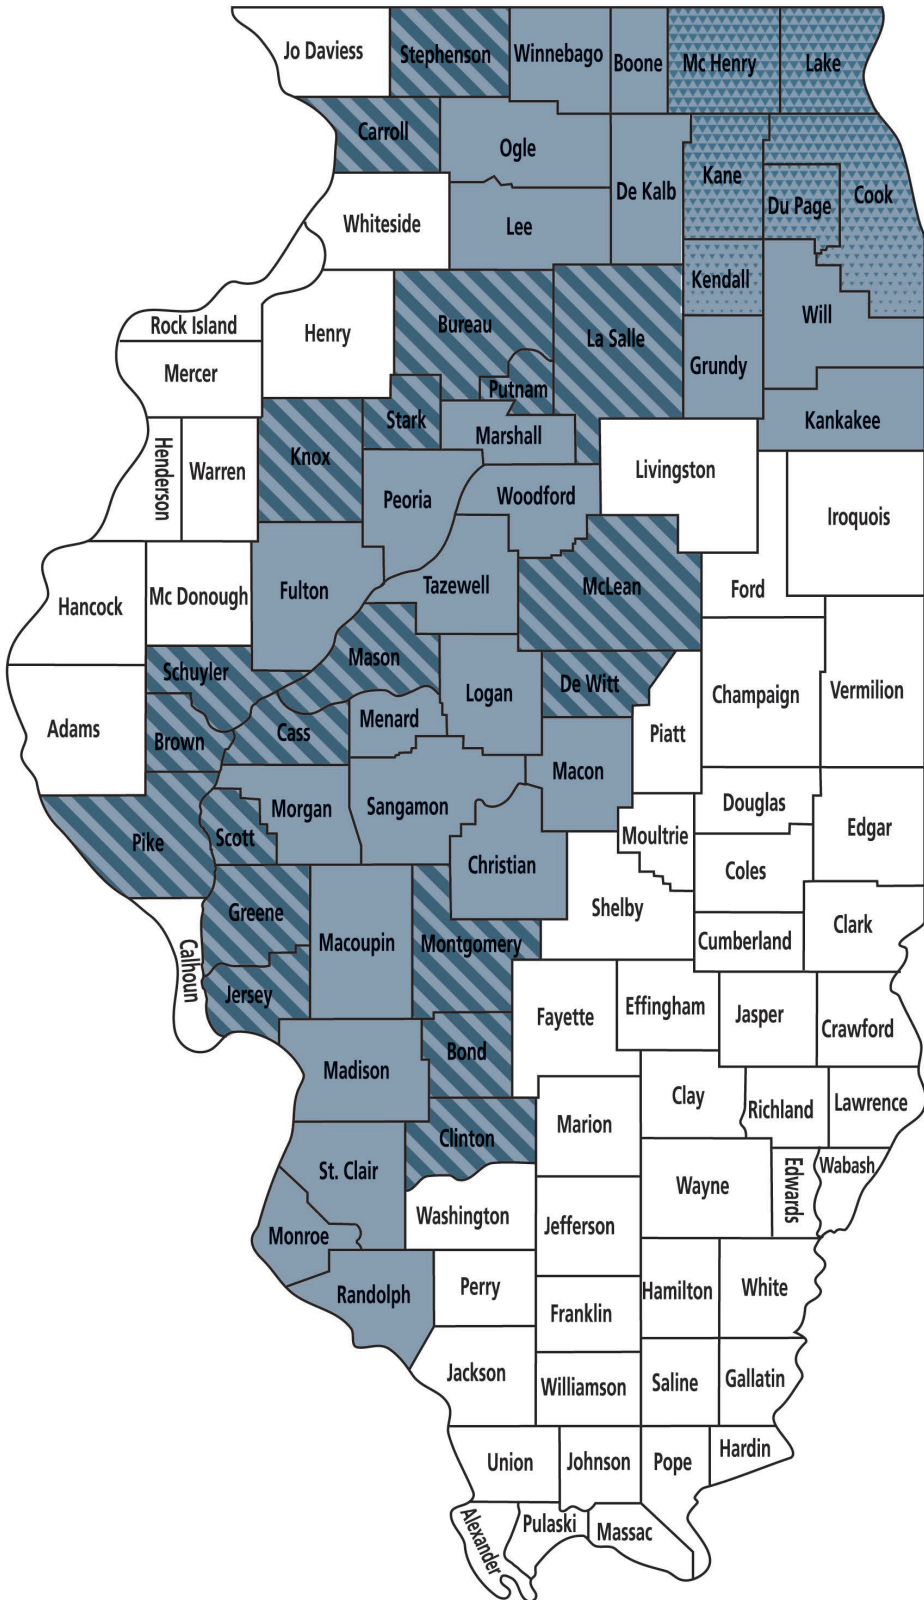 Jo Daviess
Stephenson
Winnebago
Boone
Mc Henry
Lake
Carroll
Ogle
De Kalb
Kane
Du Page
Cook
Whiteside
Lee
Kendall
Will
Rock Island
Henry
Bureau
La Salle
Putnam
Grundy
Mercer
Stark
Marshall
Kankakee
Henderson
Warren
Knox
Peoria
Woodford
Livingston
Iroquois
Hancock
Mc Donough
Fulton
Tazewell
McLean
Ford
Schuyler
Mason
Logan
De Witt
Champaign
Vermilion
Adams
Brown
Cass
Menard
Piatt
Macon
Pike
Scott
Morgan
Sangamon
Christian
Moultrie
Douglas
Coles
Edgar
Shelby
Calhoun
Greene
Macoupin
Montgomery
Cumberland
Clark
Jersey
Bond
Fayette
Effingham
Jasper
Crawford
Madison
Clinton
Marion
Clay
Richland
Lawrence
St. Clair
Washington
Wayne
Edwards
Wabash
Monroe
Jefferson
Randolph
Perry
Franklin
Hamilton
White
Jackson
Williamson
Saline
Gallatin
Union
Johnson
Pope
Hardin
Alexander
Pulaski
Massac